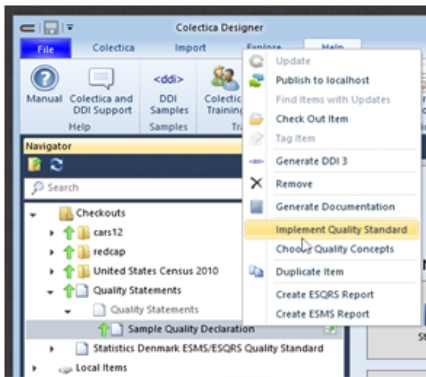 Colectica Designer
File Colectica Import Explore Help
Manual Colectica and DDI Support DDI Samples Training
Help Samples
Navigator
Search
Checkouts
cars12
redcap
United States Census 2010
Quality Statements
Quality Statements
Sample Quality Declaration
Statistics Denmark ESMS/ESQRS Quality Standard
Local Items
Update
Publish to localhost
Find Items with Updates
Check Out Item
Tag Item
Generate DDI 3
Remove
Generate Documentation
Implement Quality Standard
Choose Quality Concepts
Duplicate Item
Create ESQRS Report
Create ESMS Report